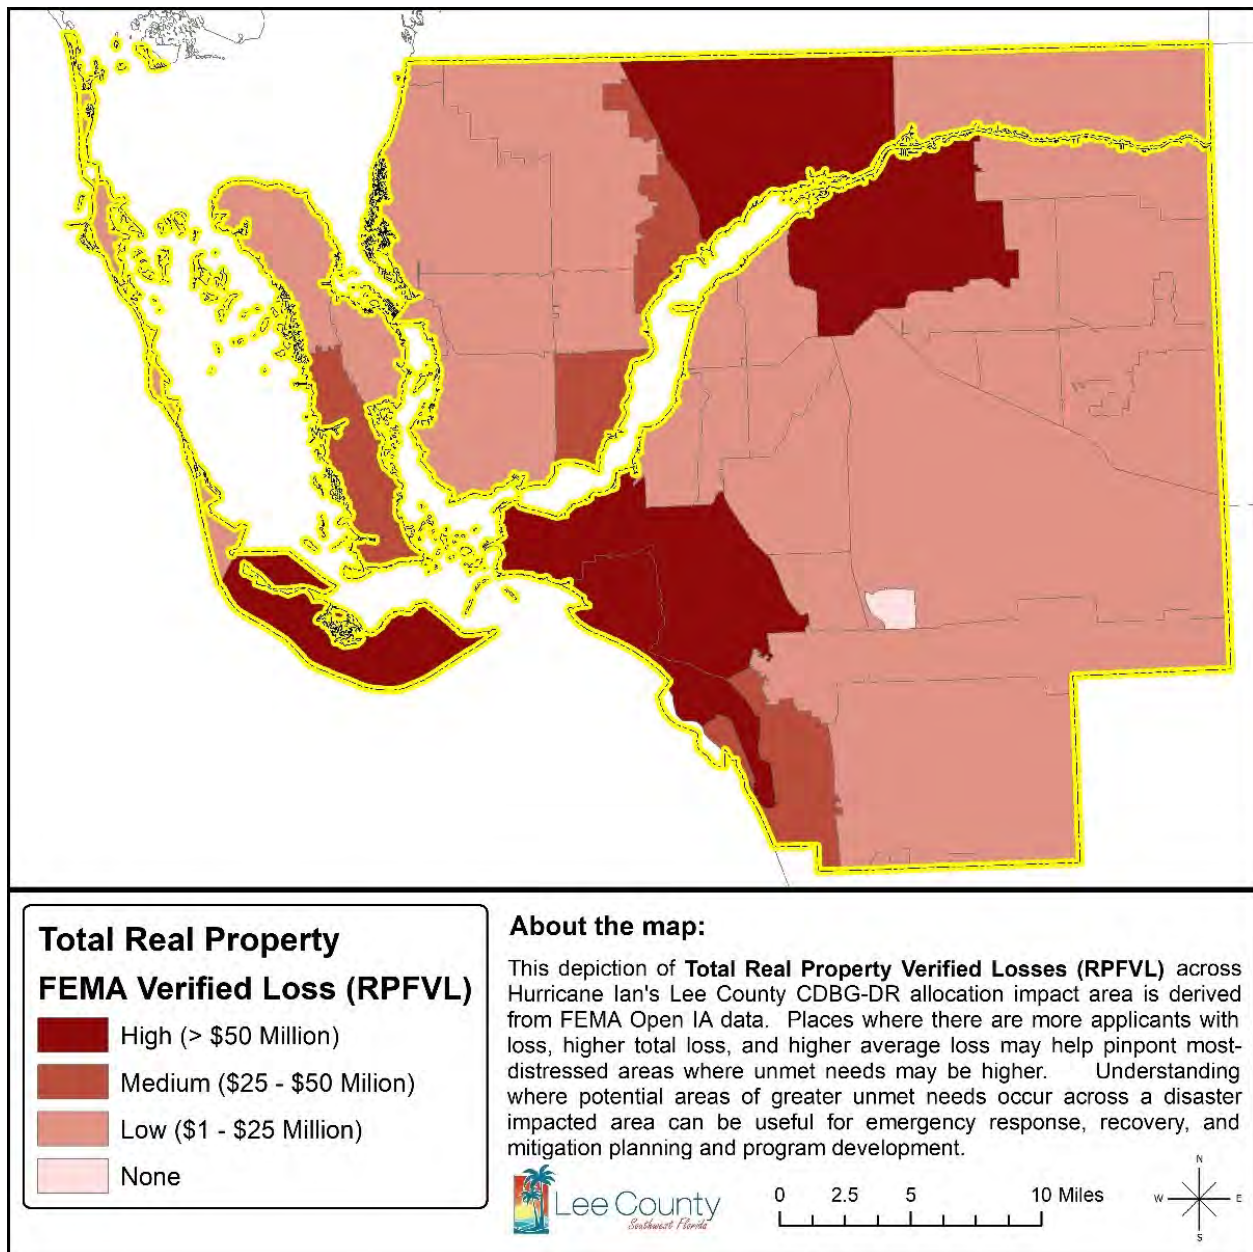 Total Real Property
FEMA Verified Loss (RPFVL)
High (> $50 Million)
Medium ($25 - $50 Milion)
Low ($1 - $25 Million)
None
About the map:
This depiction of Total Real Property Verified Losses (RPFVL) across
Hurricane Ian's Lee County CDBG-DR allocation impact area is derived
from FEMA Open IA data. Places where there are more applicants with
loss, higher total loss, and higher average loss may help pinpont most-
distressed areas where unmet needs may be higher. Understanding
where potential areas of greater unmet needs occur across a disaster
impacted area can be useful for emergency response, recovery, and
mitigation planning and program development.
Lee County
Southwest Florida
0 2.5 5 10 Miles
N
W E
S